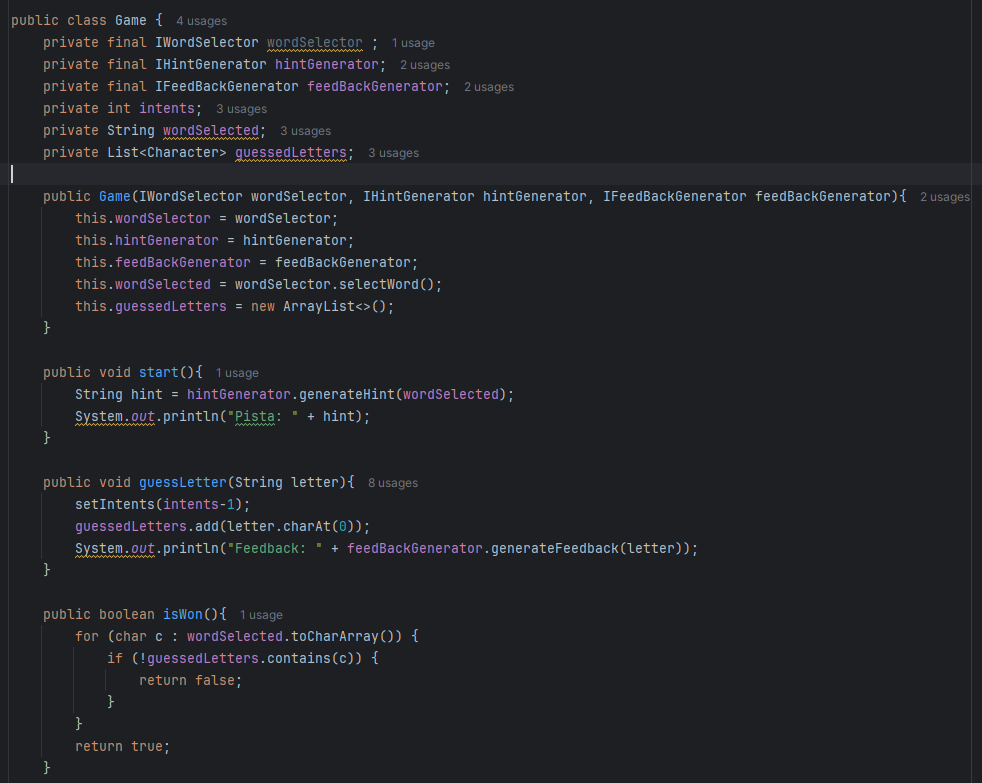 public class Game {  4 usages
    private final IWordSelector wordSelector ;  1 usage
    private final IHintGenerator hintGenerator;  2 usages
    private final IFeedBackGenerator feedBackGenerator;  2 usages
    private int intents;  3 usages
    private String wordSelected;  3 usages
    private List<Character> guessedLetters;  3 usages

    public Game(IWordSelector wordSelector, IHintGenerator hintGenerator, IFeedBackGenerator feedBackGenerator){  2 usages
        this.wordSelector = wordSelector;
        this.hintGenerator = hintGenerator;
        this.feedBackGenerator = feedBackGenerator;
        this.wordSelected = wordSelector.selectWord();
        this.guessedLetters = new ArrayList<>();
    }

    public void start(){  1 usage
        String hint = hintGenerator.generateHint(wordSelected);
        System.out.println("Pista: " + hint);
    }

    public void guessLetter(String letter){  8 usages
        setIntents(intents-1);
        guessedLetters.add(letter.charAt(0));
        System.out.println("Feedback: " + feedBackGenerator.generateFeedback(letter));
    }

    public boolean isWon(){  1 usage
        for (char c : wordSelected.toCharArray()) {
            if (!guessedLetters.contains(c)) {
                return false;
            }
        }
        return true;
    }